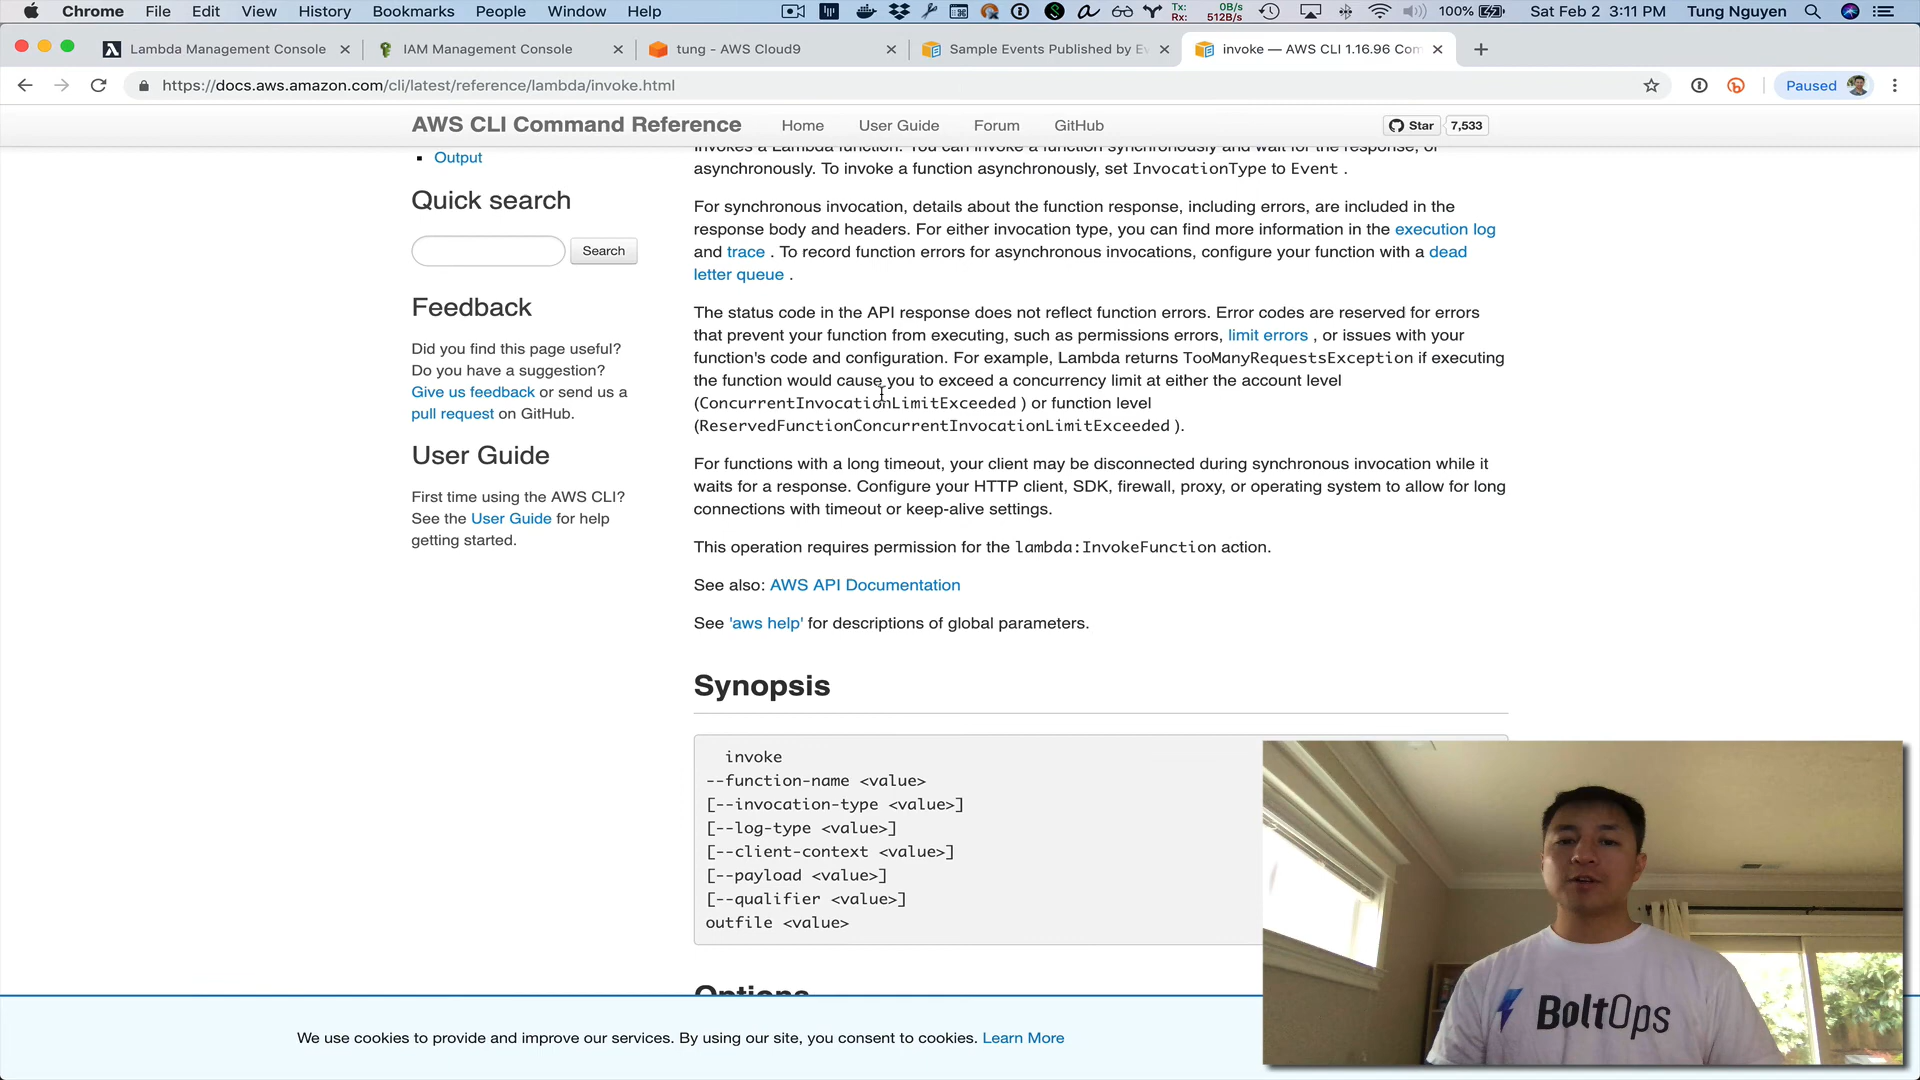 Chrome File Edit View History Bookmarks People Window Help Tx: 0B/s Rx: 512B/s 100% Sat Feb 2 3:11 PM Tung Nguyen
Lambda Management Console IAM Management Console tung - AWS Cloud9 Sample Events Published by Ev invoke — AWS CLI 1.16.96 Com
https://docs.aws.amazon.com/cli/latest/reference/lambda/invoke.html Paused
AWS CLI Command Reference Home User Guide Forum GitHub Star 7,533
Output
Quick search
Search
Feedback
Did you find this page useful?
Do you have a suggestion?
Give us feedback or send us a
pull request on GitHub.
User Guide
First time using the AWS CLI?
See the User Guide for help
getting started.
Invokes a Lambda function. You can invoke a function synchronously and wait for the response, or
asynchronously. To invoke a function asynchronously, set InvocationType to Event .
For synchronous invocation, details about the function response, including errors, are included in the
response body and headers. For either invocation type, you can find more information in the execution log
and trace . To record function errors for asynchronous invocations, configure your function with a dead
letter queue .
The status code in the API response does not reflect function errors. Error codes are reserved for errors
that prevent your function from executing, such as permissions errors, limit errors , or issues with your
function's code and configuration. For example, Lambda returns TooManyRequestsException if executing
the function would cause you to exceed a concurrency limit at either the account level
(ConcurrentInvocationLimitExceeded ) or function level
(ReservedFunctionConcurrentInvocationLimitExceeded ).
For functions with a long timeout, your client may be disconnected during synchronous invocation while it
waits for a response. Configure your HTTP client, SDK, firewall, proxy, or operating system to allow for long
connections with timeout or keep-alive settings.
This operation requires permission for the lambda:InvokeFunction action.
See also: AWS API Documentation
See 'aws help' for descriptions of global parameters.
Synopsis
invoke
--function-name <value>
[--invocation-type <value>]
[--log-type <value>]
[--client-context <value>]
[--payload <value>]
[--qualifier <value>]
outfile <value>
Options
We use cookies to provide and improve our services. By using our site, you consent to cookies. Learn More
BoltOps